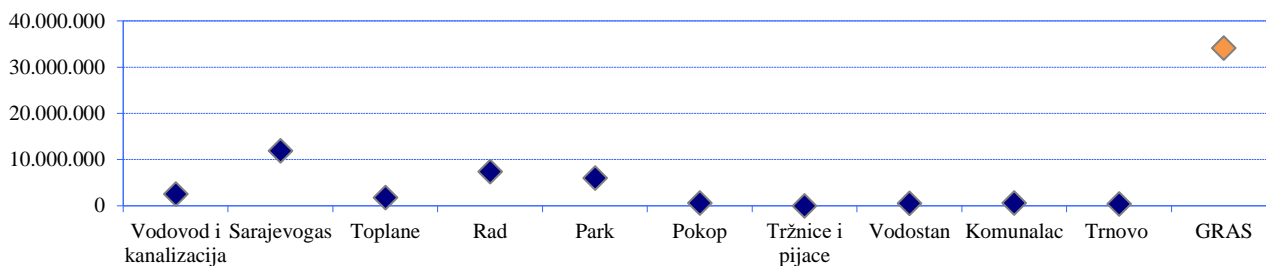 40.000.000
30.000.000
20.000.000
10.000.000
0
Vodovod i kanalizacija
Sarajevogas
Toplane
Rad
Park
Pokop
Tržnice i pijace
Vodostan
Komunalac
Trnovo
GRAS